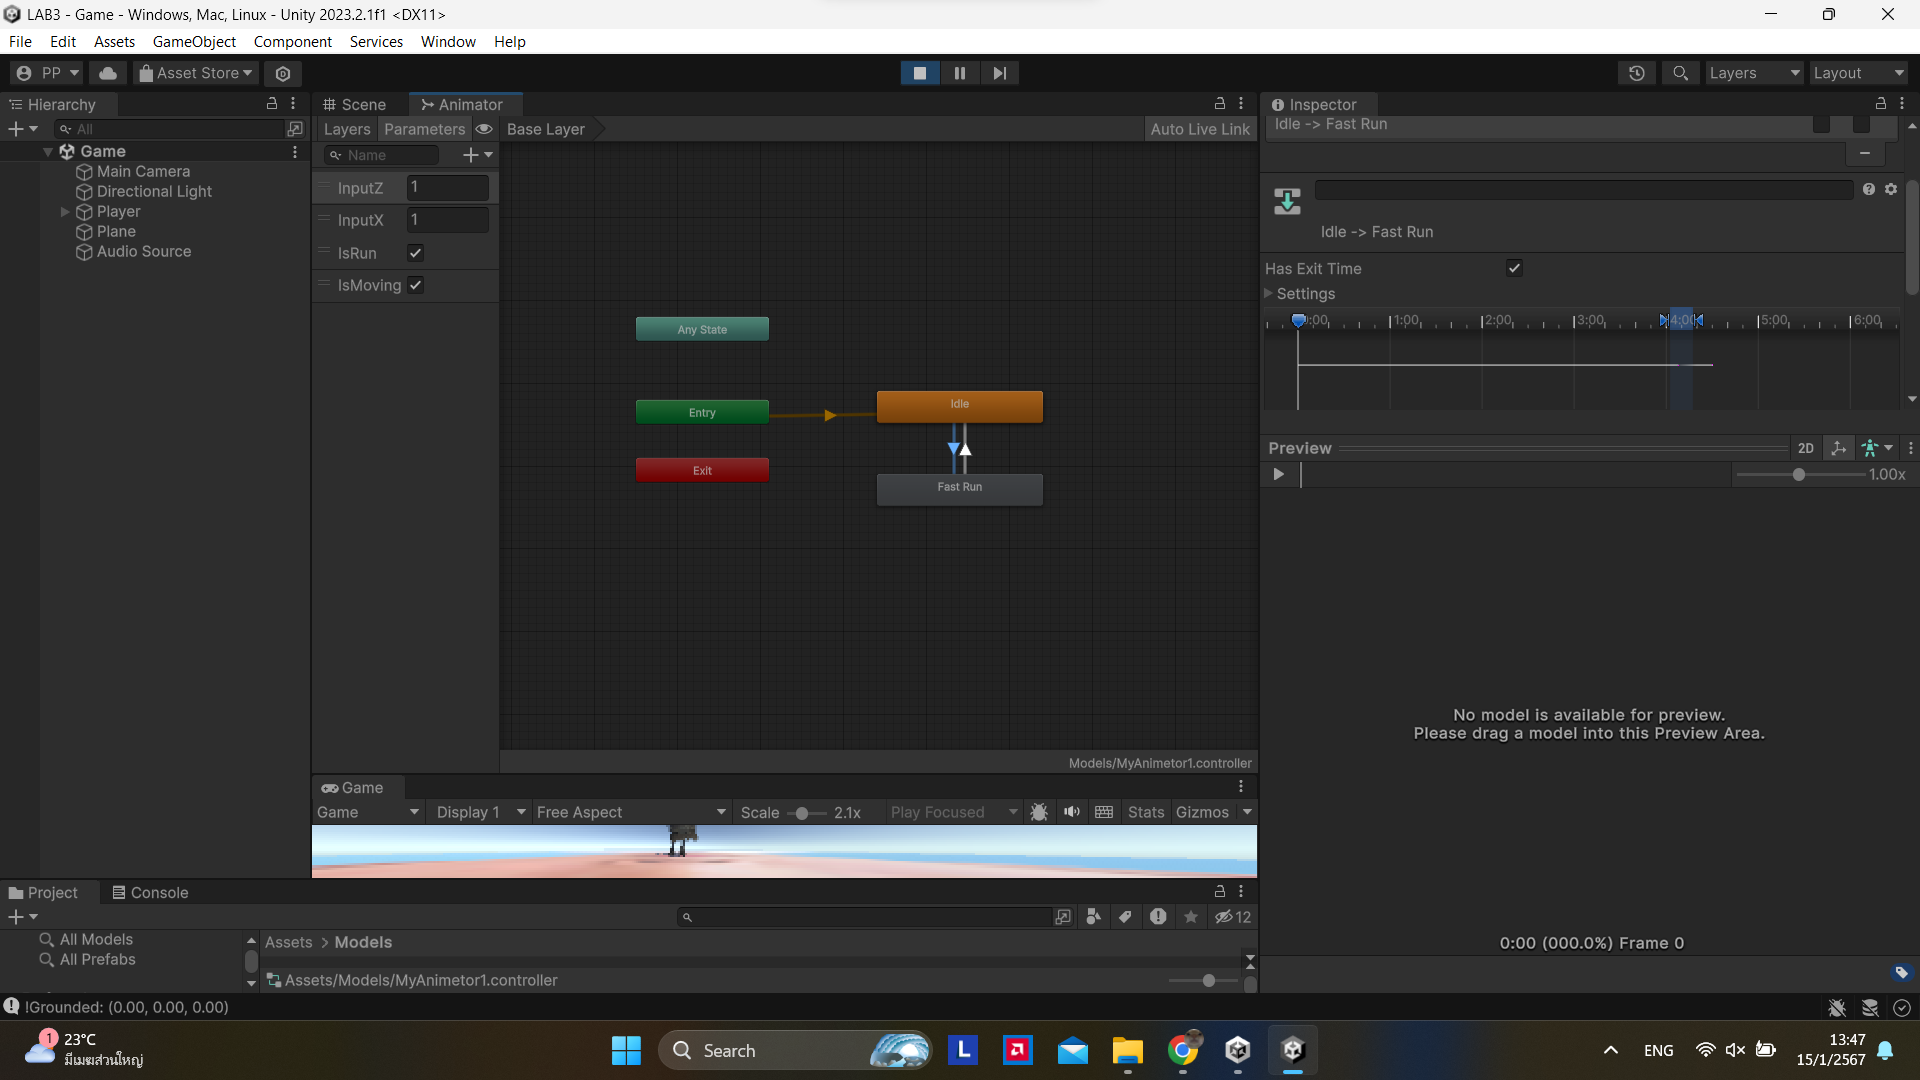 LAB3 - Game - Windows, Mac, Linux - Unity 2023.2.1f1 <DX11>
File Edit Assets GameObject Component Services Window Help
PP Asset Store Layers Layout
Hierarchy
All
Game
Main Camera
Directional Light
Player
Plane
Audio Source
Scene Animator
Layers Parameters Base Layer Auto Live Link
Name
InputZ 1
InputX 1
IsRun
IsMoving
Any State
Entry
Exit
Idle
Fast Run
Models/MyAnimetor1.controller
Inspector
Idle -> Fast Run
Idle -> Fast Run
Has Exit Time
Settings
0:00 1:00 2:00 3:00 4:00 5:00 6:00
Preview 2D
1.00x
No model is available for preview.
Please drag a model into this Preview Area.
0:00 (000.0%) Frame 0
Game
Game Display 1 Free Aspect Scale 2.1x Play Focused Stats Gizmos
Project Console
12
All Models
All Prefabs
Assets > Models
Assets/Models/MyAnimetor1.controller
!Grounded: (0.00, 0.00, 0.00)
1
23°C
มีเมฆส่วนใหญ่
Search
L
ENG
13:47
15/1/2567